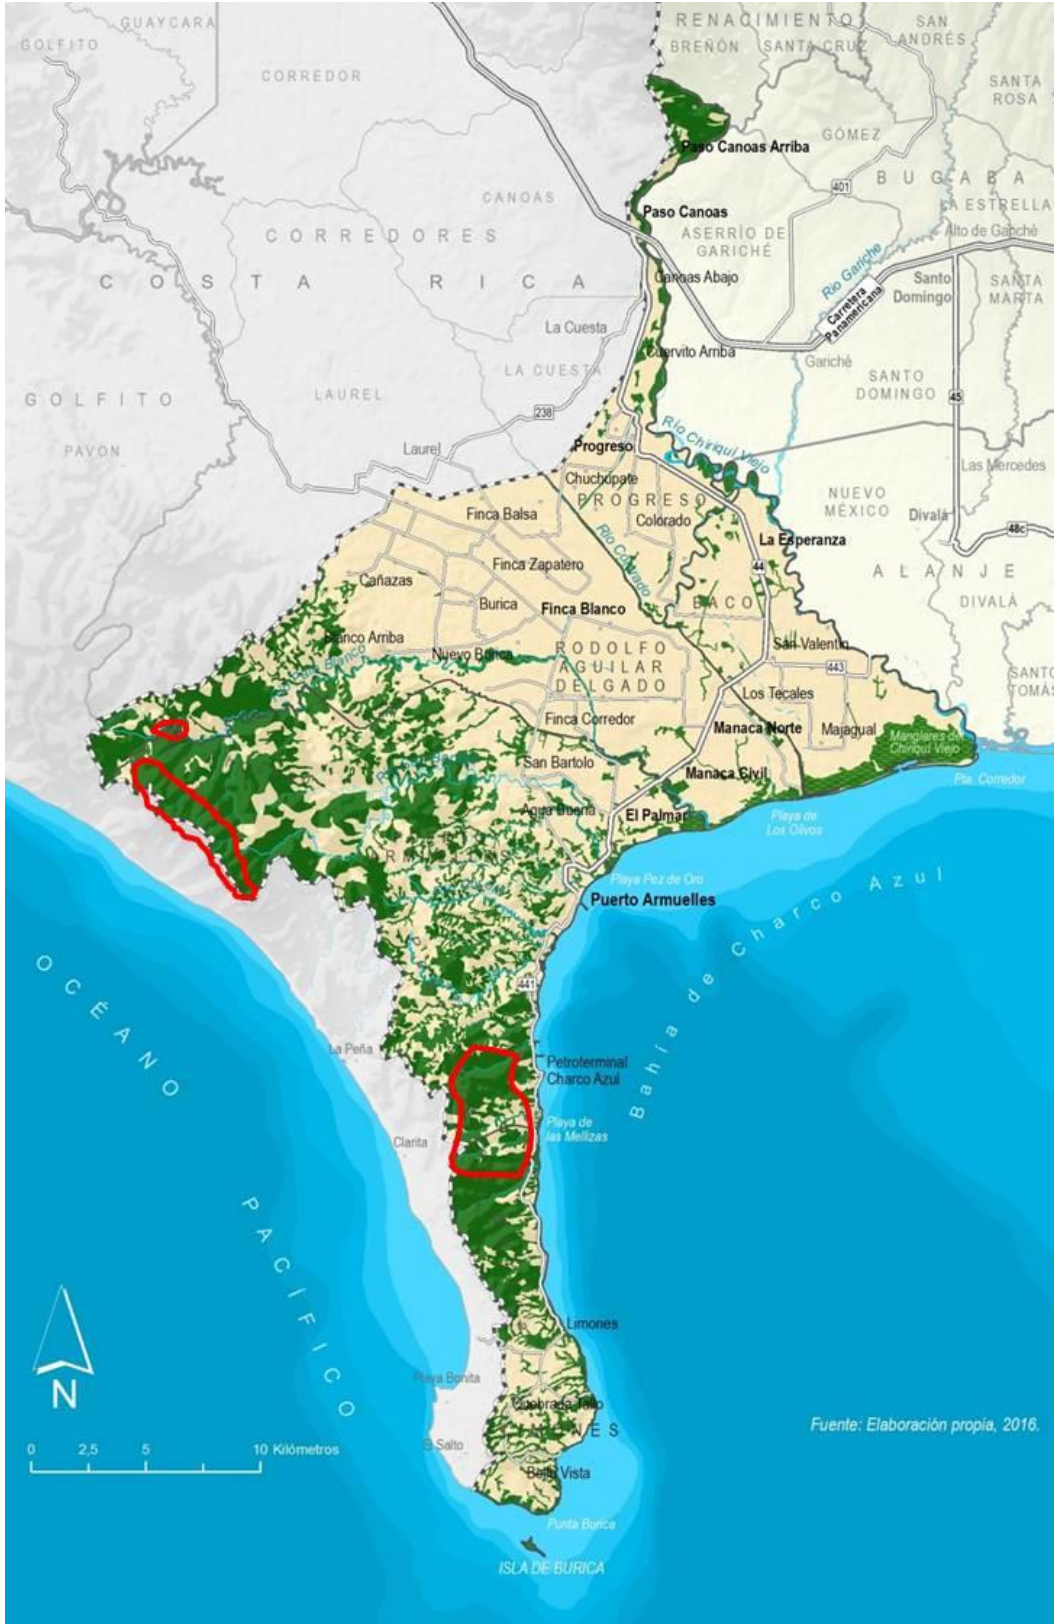 GUAYCARA
GOLFITO
CORREDOR
RENACIMIENTO
BREÑÓN
SANTA CRUZ
SAN
ANDRÉS
SANTA
ROSA
GÓMEZ
Paso Canoas Arriba
401
BUGABA
LA ESTRELLA
CANOAS
Paso Canoas
ASERRÍO DE
GARICHÉ
Alto de Gariché
CORREDORES
COSTA RICA
Canoas Abajo
Río Gariche
Carretera
Panamericana
Santo
Domingo
SANTA
MARTA
La Cuesta
Cuervito Arriba
Gariché
LA CUESTA
SANTO
DOMINGO
45
GOLFITO
LAUREL
238
PAVON
Laurel
Progreso
Río Chiriquí Viejo
Las Mercedes
Chuchupate
PROGRESO
NUEVO
MÉXICO
Finca Balsa
Colorado
Divalá
48c
Río Colorado
La Esperanza
Finca Zapatero
44
ALANJE
Cañazas
Burica
Finca Blanco
BACO
DIVALÁ
Blanco Arriba
Nuevo Burica
RODOLFO
AGUILAR
DELGADO
San Valentín
443
SANTO
TOMÁS
Los Tecales
Finca Corredor
Manaca Norte
Majagual
Manglares de
Chiriquí Viejo
San Bartolo
Manaca Civil
Pta. Corredor
Agua Buena
El Palmar
Playa de
Los Olivos
Playa Pez de Oro
Puerto Armuelles
Bahía de Charco Azul
OCÉANO PACÍFICO
441
La Peña
Petroterminal
Charco Azul
Playa de
las Mellizas
Clarita
Limones
N
Playa Bonita
Quebrada Tallo
El Salto
Bella Vista
Fuente: Elaboración propia, 2016.
0 2,5 5 10 Kilómetros
Punta Burica
ISLA DE BURICA